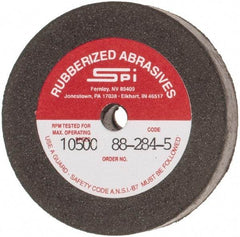 RUBBERIZED ABRASIVES
SPi
Fernley, NV 89408
Jonestown, PA 17038 - Elkhart, IN 46517
RPM TESTED FOR
MAX. OPERATING
CODE
10500 88-284-5
ORDER NO.
USE A GUARD - SAFETY CODE A.N.S.I.-B7 MUST BE FOLLOWED